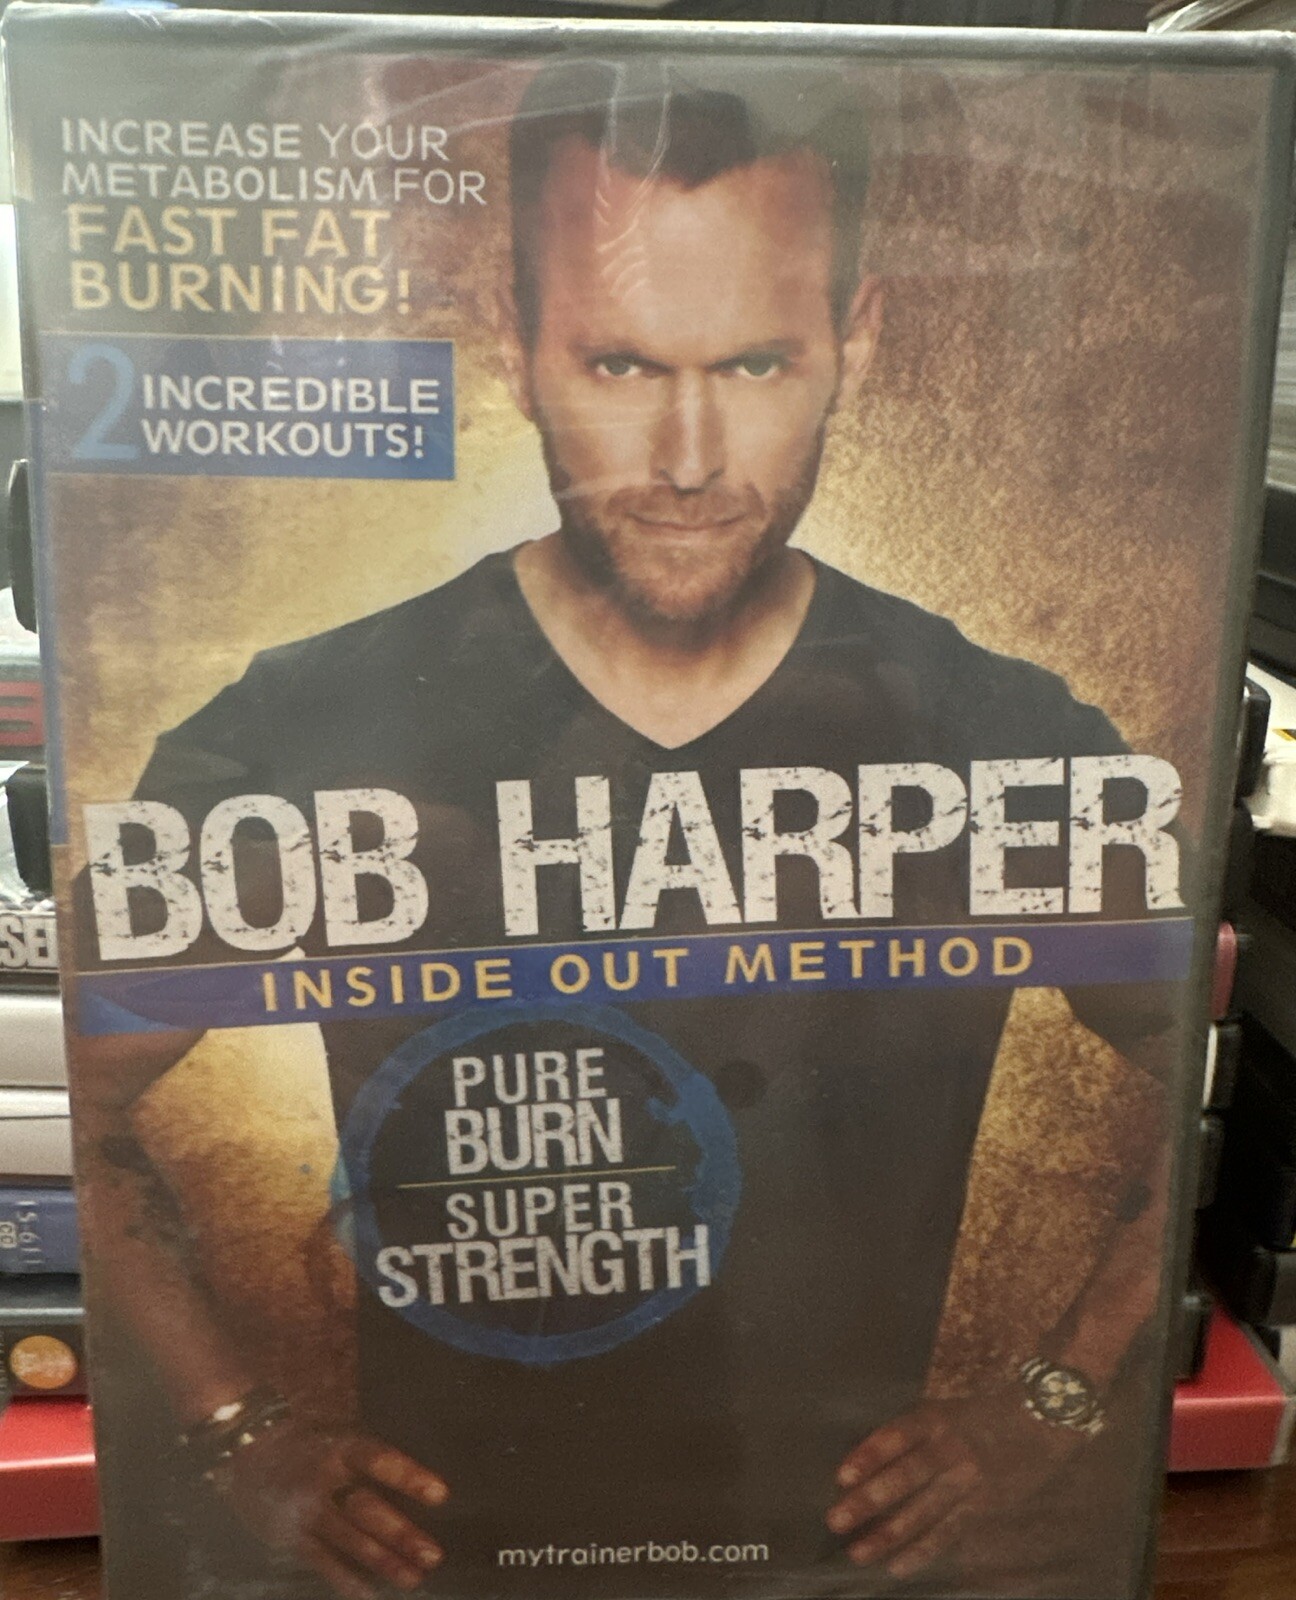 INCREASE YOUR
METABOLISM FOR
FAST FAT
BURNING!
2 INCREDIBLE
WORKOUTS!
BOB HARPER
INSIDE OUT METHOD
PURE
BURN
SUPER
STRENGTH
mytrainerbob.com